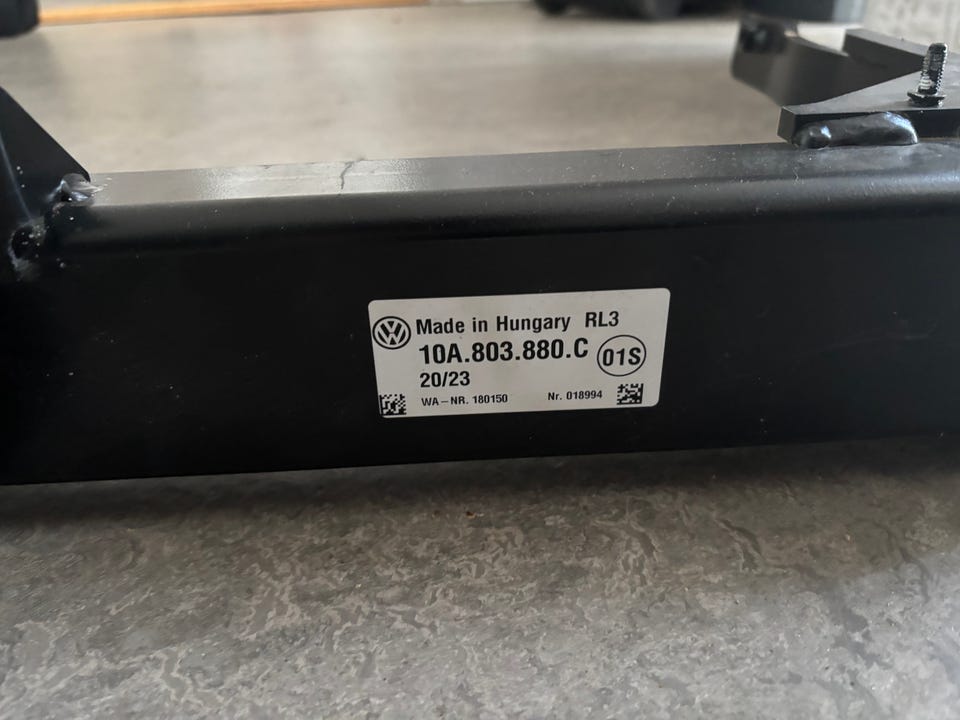 Made in Hungary RL3
10A.803.880.C 01S
20/23
WA-NR. 180150 Nr. 018994